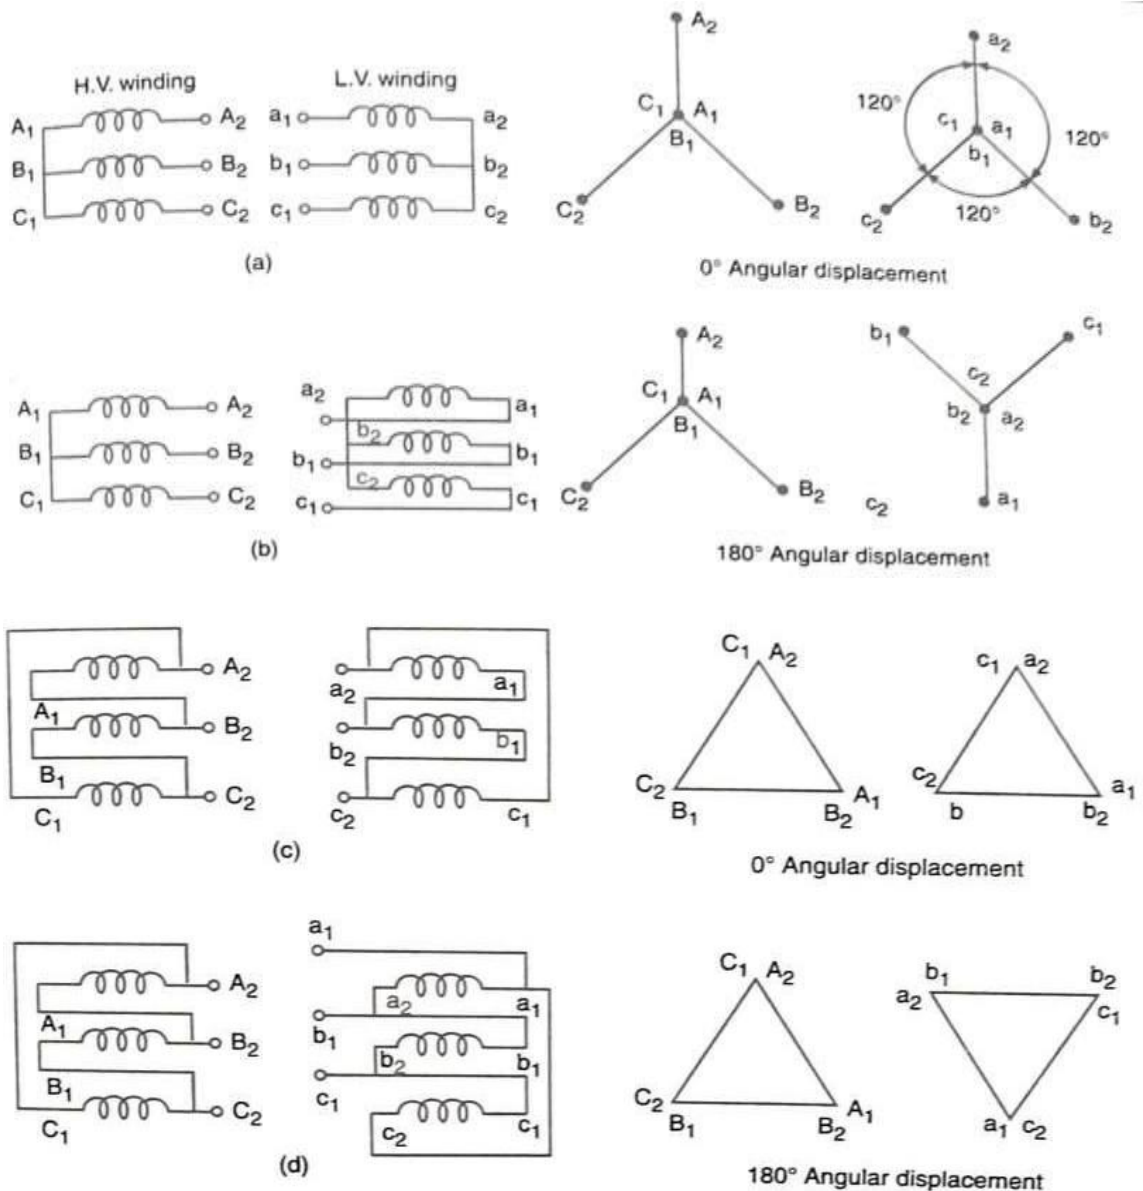 H.V. winding
L.V. winding
A1 A2 a1 a2
B1 B2 b1 b2
C1 C2 c1 c2
(a)
A2
C1 A1
B1
C2 B2
a2
120° 120°
c1 a1
b1
120°
c2 b2
0° Angular displacement
A1 A2
B1 B2
C1 C2
a2 a1
b2
b1 b1
c2
c1 c1
(b)
A2
C1 A1
B1
C2 B2
b1 c1
c2
b2 a2
c2 a1
180° Angular displacement
A2
A1 B2
B1
C1 C2
a2 a1
b2 b1
c2 c1
(c)
C1 A2
C2 A1
B1 B2
c1 a2
c2 a1
b b2
0° Angular displacement
A2
A1 B2
B1
C1 C2
a1
a2 a1
b1
b2 b1
c1
c2 c1
(d)
C1 A2
C2 A1
B1 B2
b1 b2
a2 c1
a1 c2
180° Angular displacement